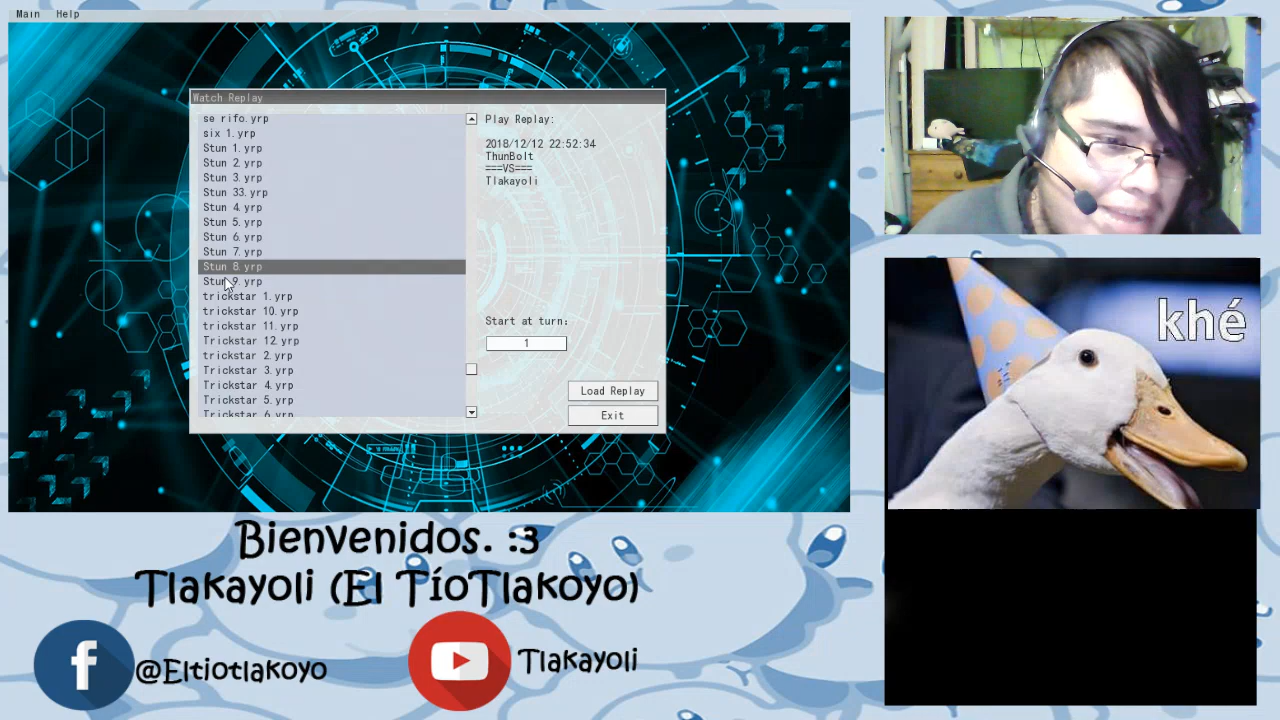 Main Help
Watch Replay
se rifo.yrp
six 1.yrp
Stun 1.yrp
Stun 2.yrp
Stun 3.yrp
Stun 33.yrp
Stun 4.yrp
Stun 5.yrp
Stun 6.yrp
Stun 7.yrp
Stun 8.yrp
Stun 9.yrp
trickstar 1.yrp
trickstar 10.yrp
trickstar 11.yrp
Trickstar 12.yrp
trickstar 2.yrp
Trickstar 3.yrp
Trickstar 4.yrp
Trickstar 5.yrp
Trickstar 6.yrp
Play Replay:
2018/12/12 22:52:34
ThunBolt
===VS===
Tlakayoli
Start at turn:
1
Load Replay
Exit
khé
Bienvenidos. :3
Tlakayoli (El TíoTlakoyo)
f
@Eltiotlakoyo
Tlakayoli